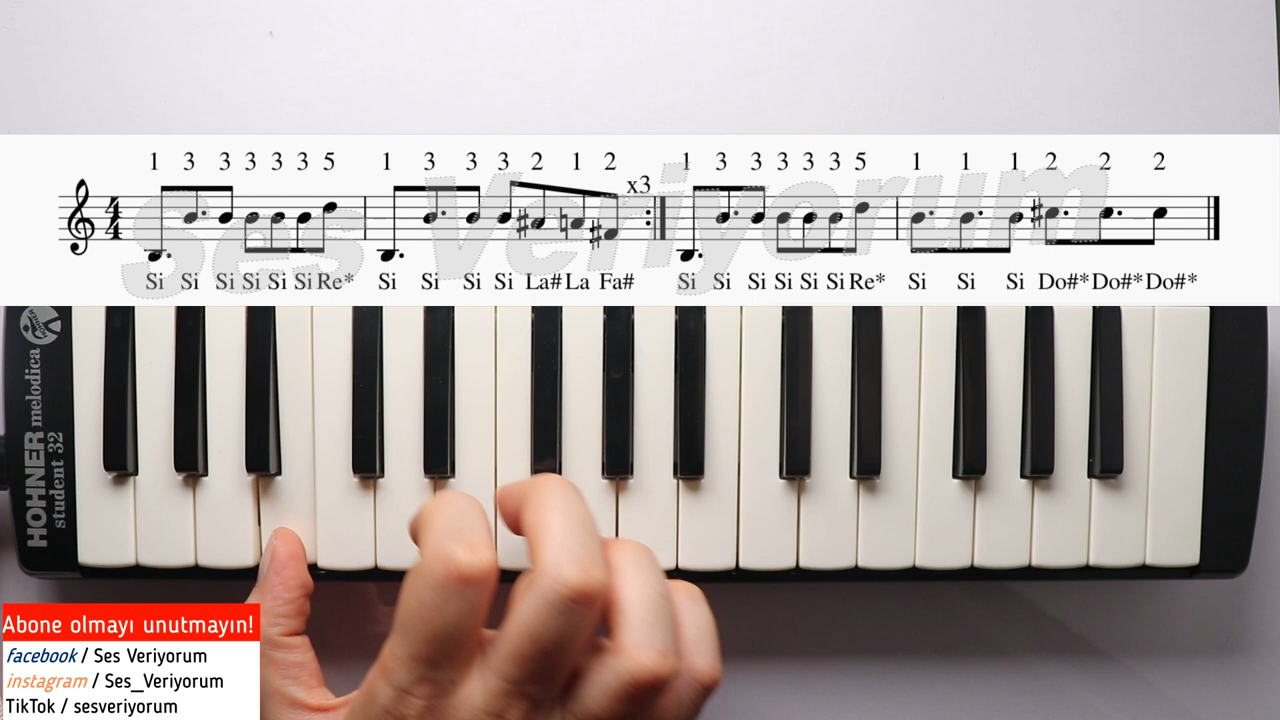 1 3 3 3 3 3 5 1 3 3 3 2 1 2 x3 1 3 3 3 3 3 5 1 1 1 2 2 2
4
4
Ses Veriyorum
Si Si Si Si Si Si Re* Si Si Si Si La# La Fa# Si Si Si Si Si Si Re* Si Si Si Do#* Do#* Do#*
HOHNER melodica
student 32
HOHNER
Abone olmayı unutmayın!
facebook / Ses Veriyorum
instagram / Ses_Veriyorum
TikTok / sesveriyorum